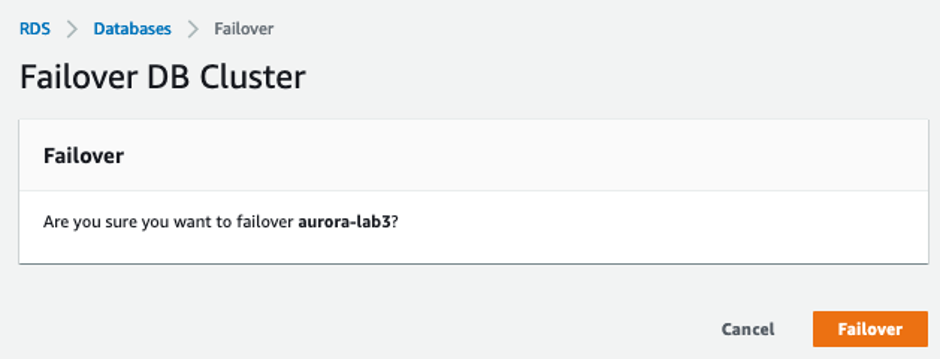 RDS > Databases > Failover
Failover DB Cluster
Failover
Are you sure you want to failover aurora-lab3?
Cancel Failover